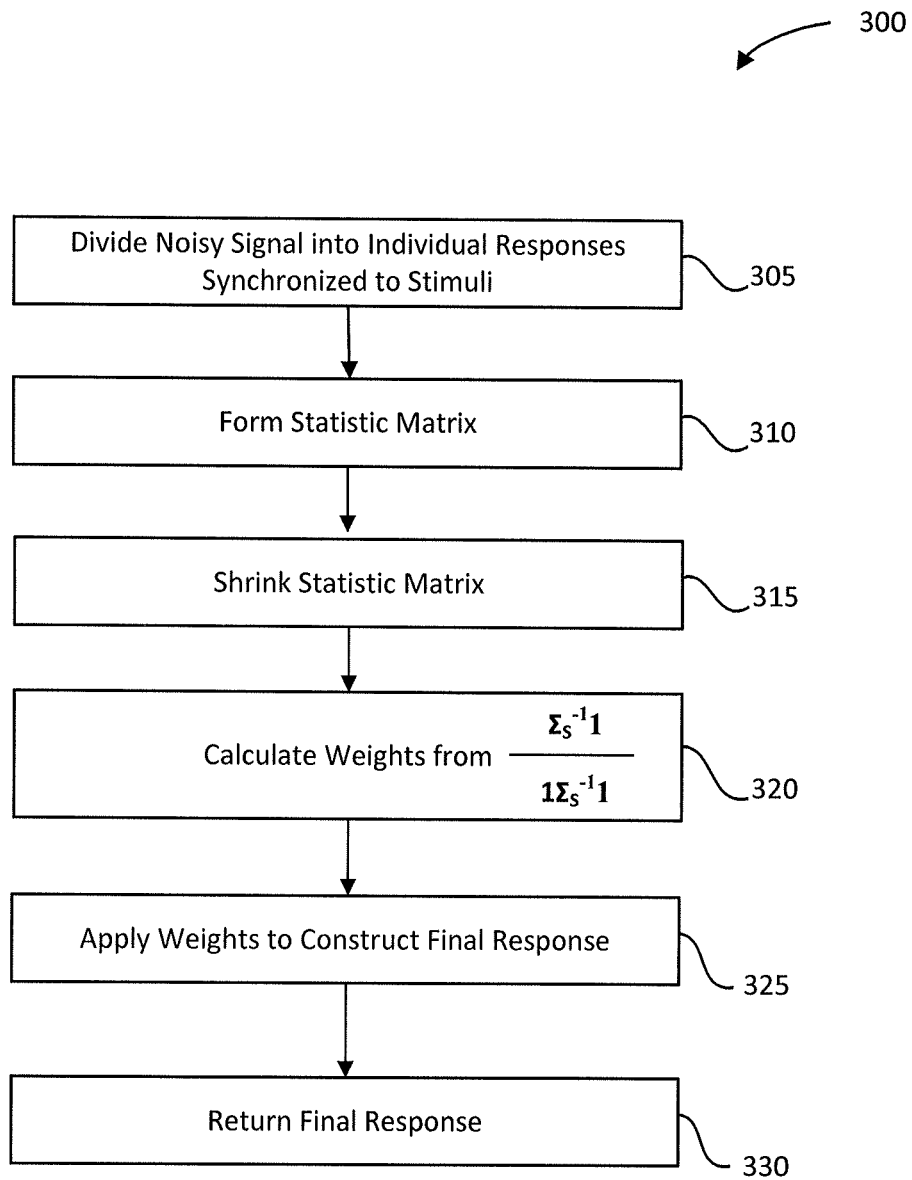 300
Divide Noisy Signal into Individual Responses
Synchronized to Stimuli
305
Form Statistic Matrix
310
Shrink Statistic Matrix
315
Calculate Weights from Σₛ⁻¹1
1Σₛ⁻¹1
320
Apply Weights to Construct Final Response
325
Return Final Response
330